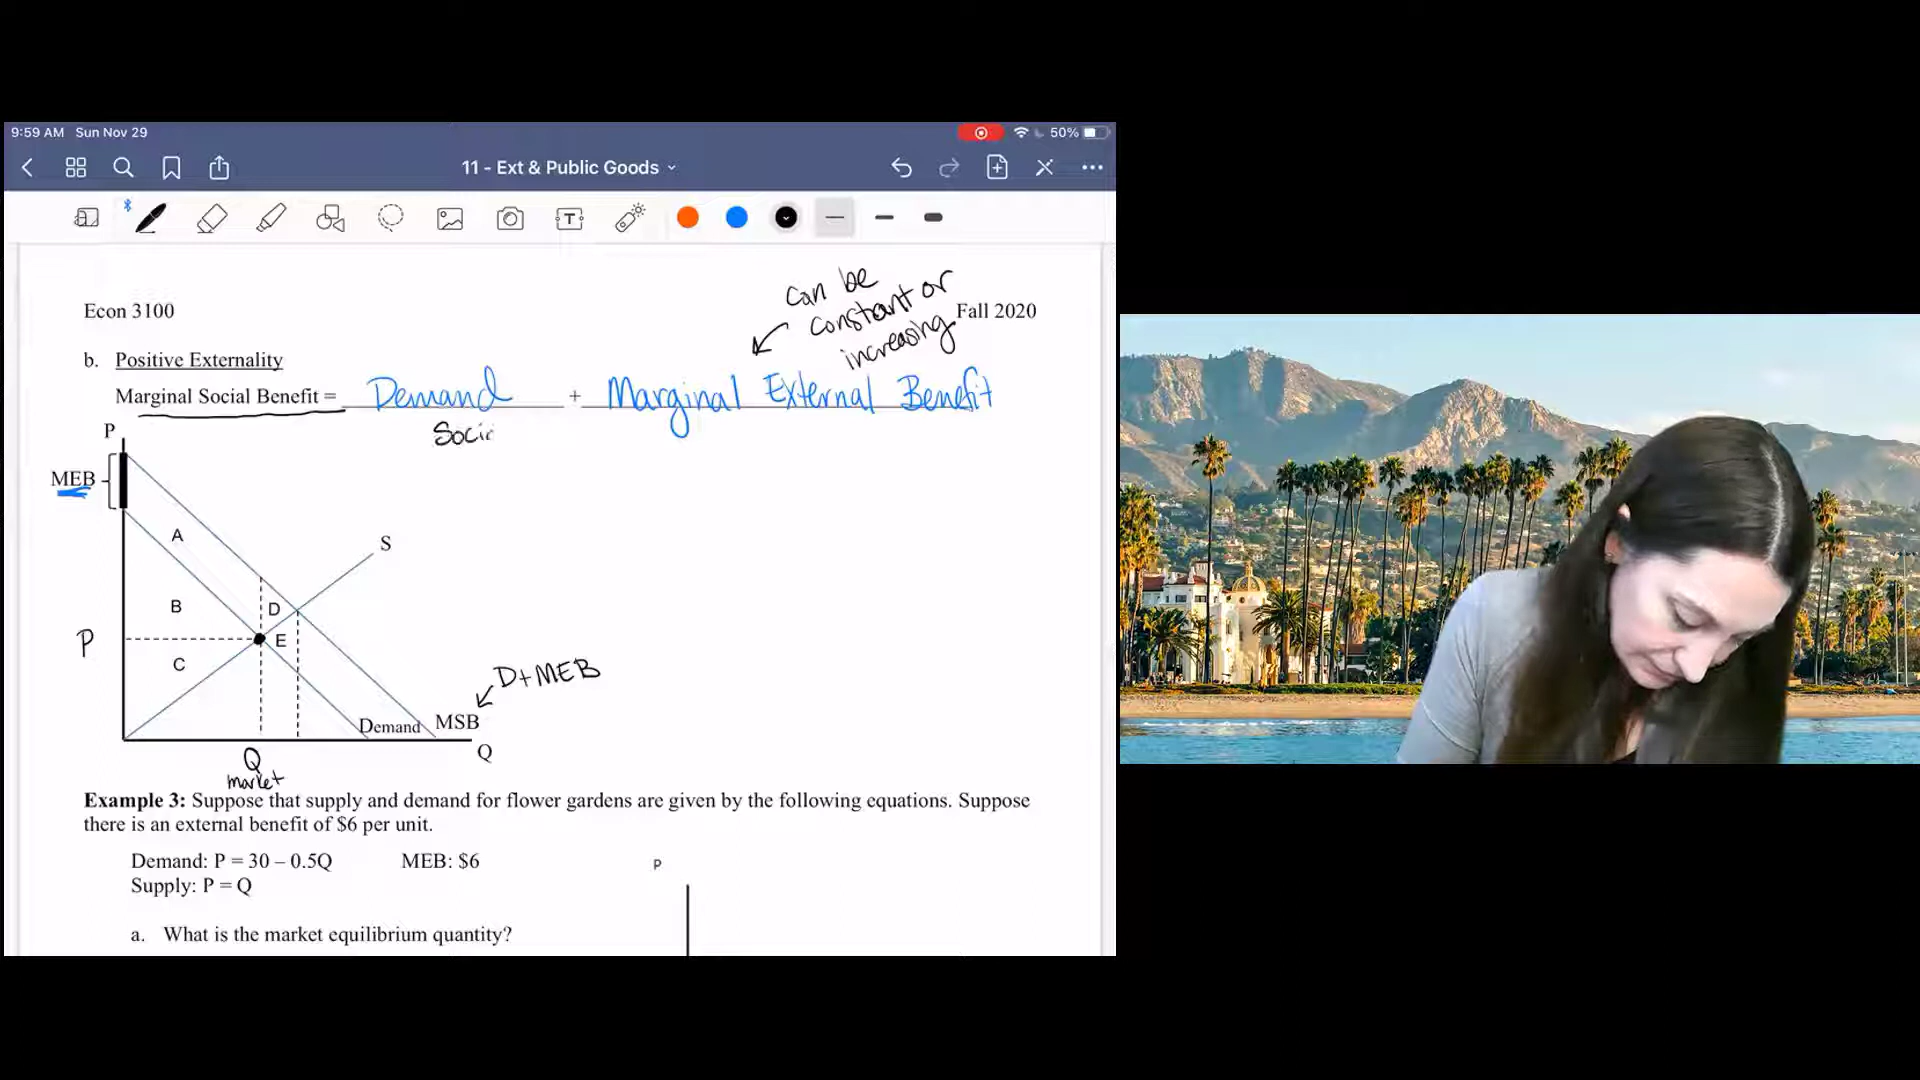 9:59 AM Sun Nov 29
50%
11 - Ext & Public Goods
T
can be
constant or
increasing
Econ 3100
Fall 2020
b. Positive Externality
Marginal Social Benefit = Demand + Marginal External Benefit
Soci
P
MEB
A
S
B
D
P
E
C
D+MEB
Demand
MSB
Q
Q
market
Example 3: Suppose that supply and demand for flower gardens are given by the following equations. Suppose
there is an external benefit of $6 per unit.
Demand: P = 30 – 0.5Q MEB: $6
P
Supply: P = Q
a. What is the market equilibrium quantity?